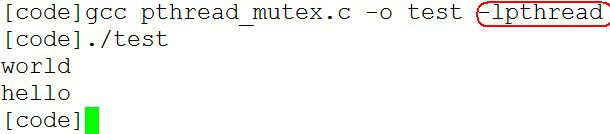 [code]gcc pthread_mutex.c -o test -lpthread
[code]./test
world
hello
[code]